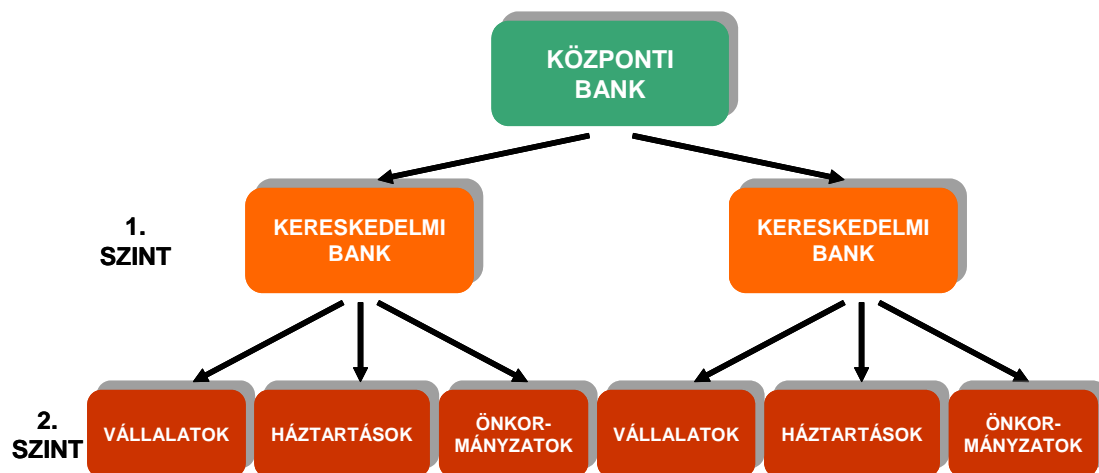 KÖZPONTI
BANK
1.
SZINT
KERESKEDELMI
BANK
KERESKEDELMI
BANK
2.
SZINT
VÁLLALATOK
HÁZTARTÁSOK
ÖNKOR-
MÁNYZATOK
VÁLLALATOK
HÁZTARTÁSOK
ÖNKOR-
MÁNYZATOK